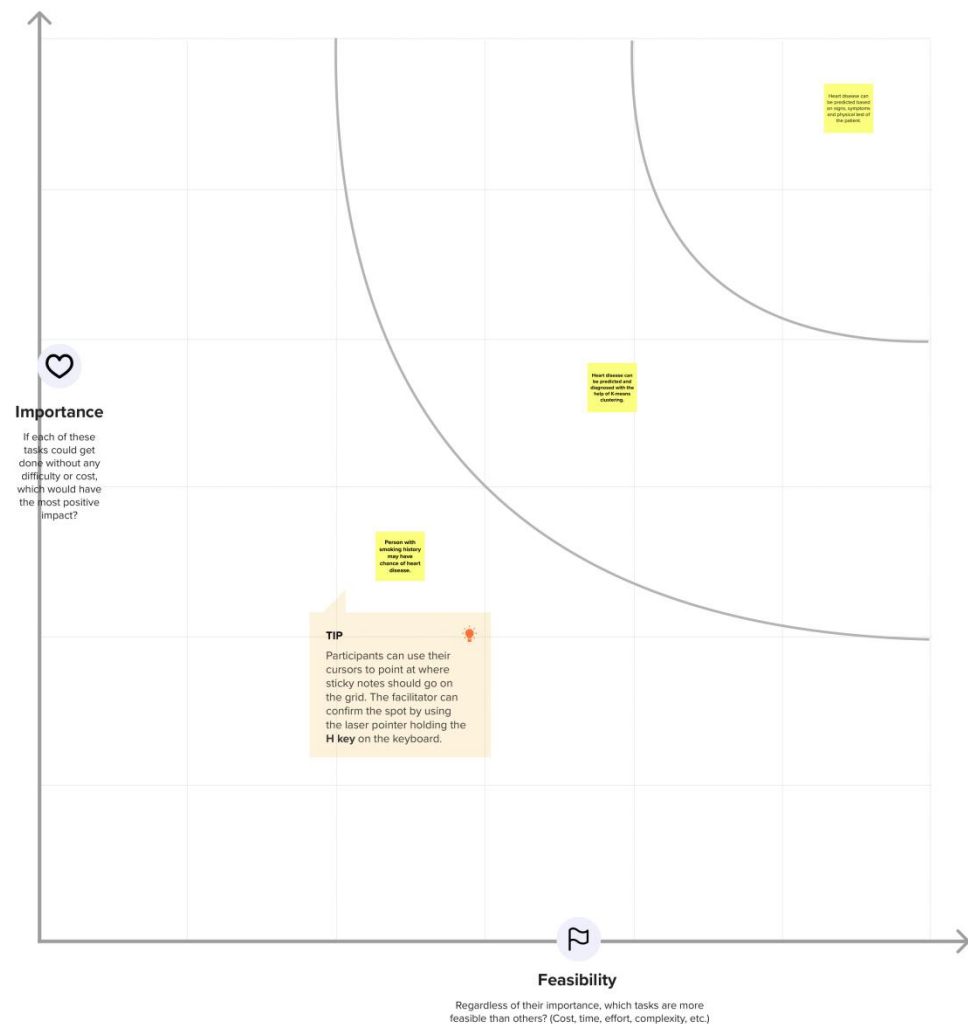 Heart disease can
be predicted based
on signs, symptoms
and physical test of
the patient.
Heart disease can
be predicted and
diagnosed with the
help of K-means
clustering.
Importance
If each of these
tasks could get
done without any
difficulty or cost,
which would have
the most positive
impact?
Person with
smoking history
may have
chance of heart
disease.
TIP
Participants can use their
cursors to point at where
sticky notes should go on
the grid. The facilitator can
confirm the spot by using
the laser pointer holding the
H key on the keyboard.
Feasibility
Regardless of their importance, which tasks are more
feasible than others? (Cost, time, effort, complexity, etc.)